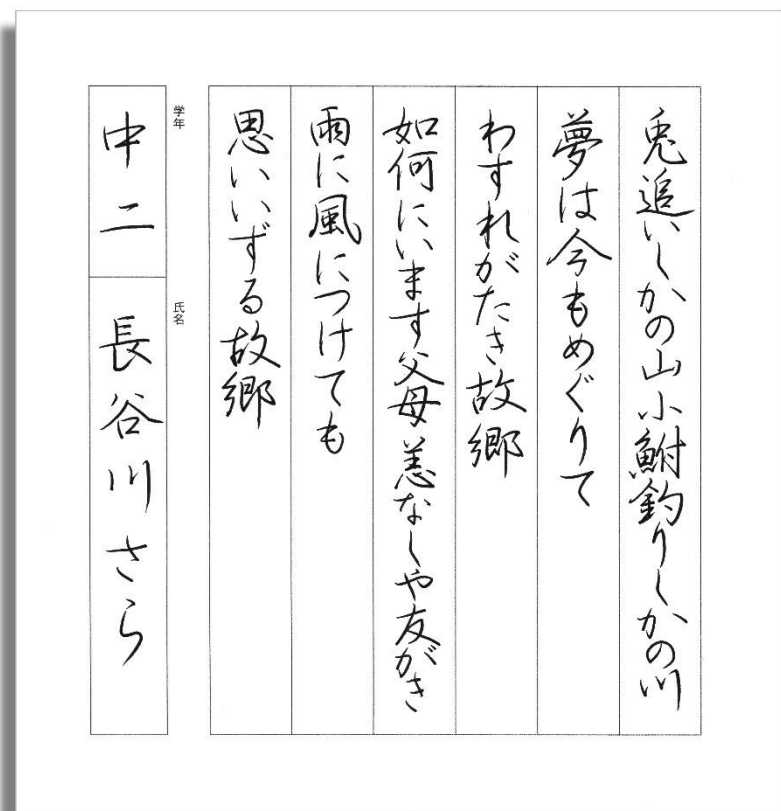 兎追いしかの山小鮒釣りしかの川
夢は今もめぐりて
わすれがたき故郷
如何にいます父母恙なしや友がき
雨に風につけても
思いいずる故郷
学年
中二
氏名
長谷川さら